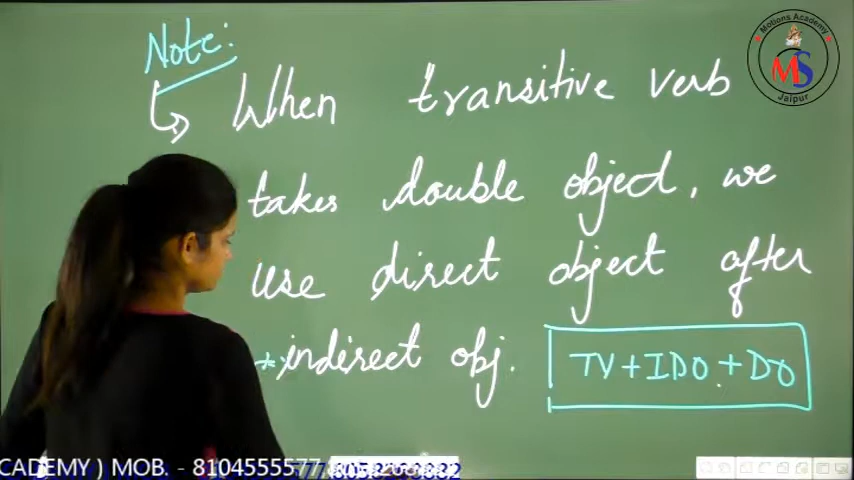 Note:
When transitive verb
takes double object, we
use direct object after
indirect obj.
TV + IDO + DO
Motions Academy
MS
Jaipur
CADEMY ) MOB. - 8104555577,